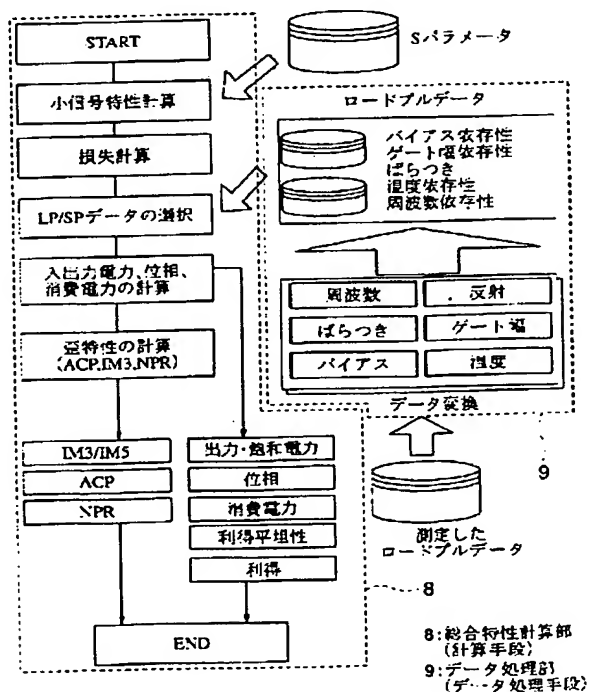 START
小信号特性計算
損失計算
LP/SPデータの選択
入出力電力、位相、
消費電力の計算
歪特性の計算
(ACP,IM3,NPR)
IM3/IM5
ACP
NPR
出力・飽和電力
位相
消費電力
利得平坦性
利得
END
Sパラメータ
ロードプルデータ
バイアス依存性
ゲート幅依存性
ばらつき
温度依存性
周波数依存性
周波数
反射
ばらつき
ゲート幅
バイアス
温度
データ変換
測定した
ロードプルデータ
9
8
8:総合特性計算部
(計算手段)
9:データ処理部
(データ処理手段)